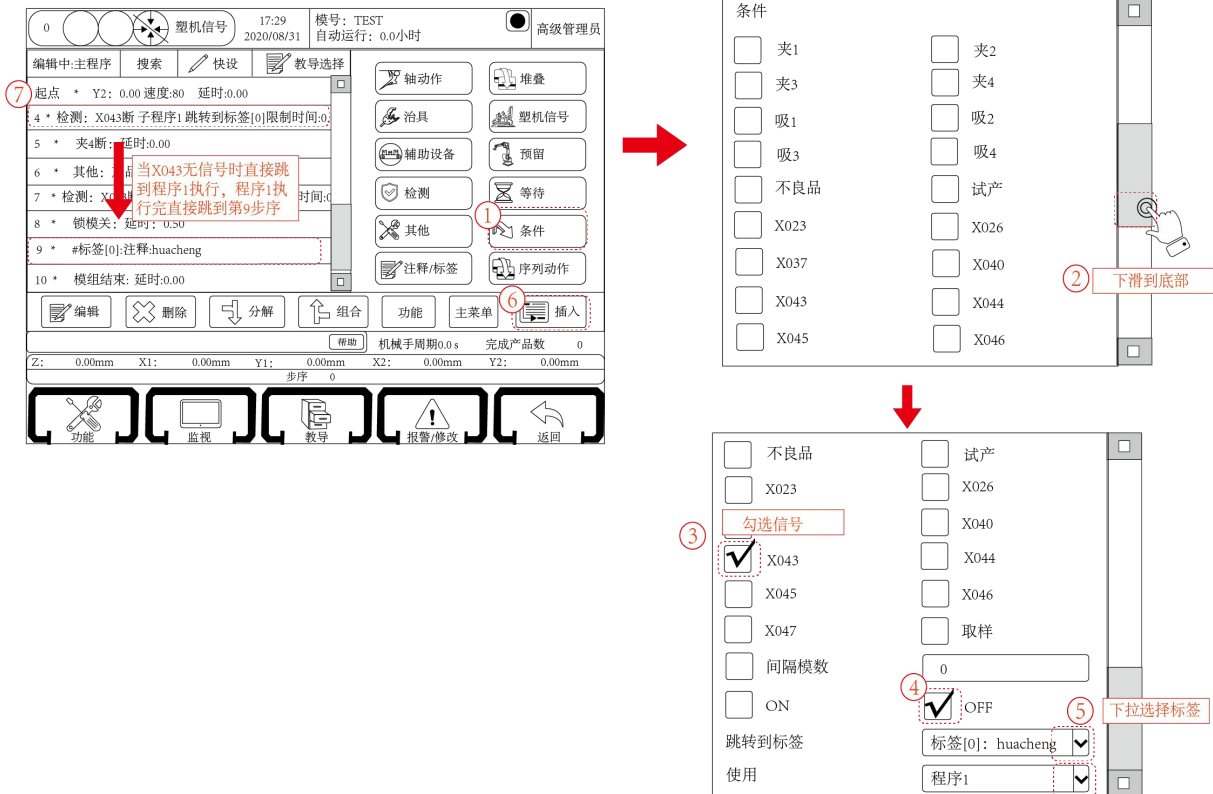 0
塑机信号
17:29
2020/08/31
模号：TEST
自动运行：0.0小时
高级管理员
编辑中:主程序
搜索
快设
教导选择
⑦
起点 * Y2：0.00 速度:80 延时:0.00
4 * 检测：X043断 子程序1 跳转到标签[0]限制时间:0
5 * 夹4断：延时:0.00
6 * 其他：
7 * 检测：
时间:0
8 * 锁模关：延时：0.50
9 * #标签[0]:注释:huacheng
10 * 模组结束: 延时:0.00
当X043无信号时直接跳
到程序1执行，程序1执
行完直接跳到第9步序
轴动作
堆叠
治具
塑机信号
辅助设备
预留
检测
等待
①
其他
条件
注释/标签
序列动作
编辑
删除
分解
组合
功能
主菜单
⑥
插入
帮助
机械手周期0.0 s
完成产品数 0
Z： 0.00mm X1： 0.00mm Y1： 0.00mm X2： 0.00mm Y2： 0.00mm
步序 0
功能
监视
教导
报警/修改
返回
条件
夹1
夹2
夹3
夹4
吸1
吸2
吸3
吸4
不良品
试产
X023
X026
X037
X040
X043
X044
X045
X046
② 下滑到底部
不良品
试产
X023
X026
勾选信号
X040
③
X043
X044
X045
X046
X047
取样
间隔模数
0
④
ON
OFF
⑤ 下拉选择标签
跳转到标签
标签[0]：huacheng
使用
程序1